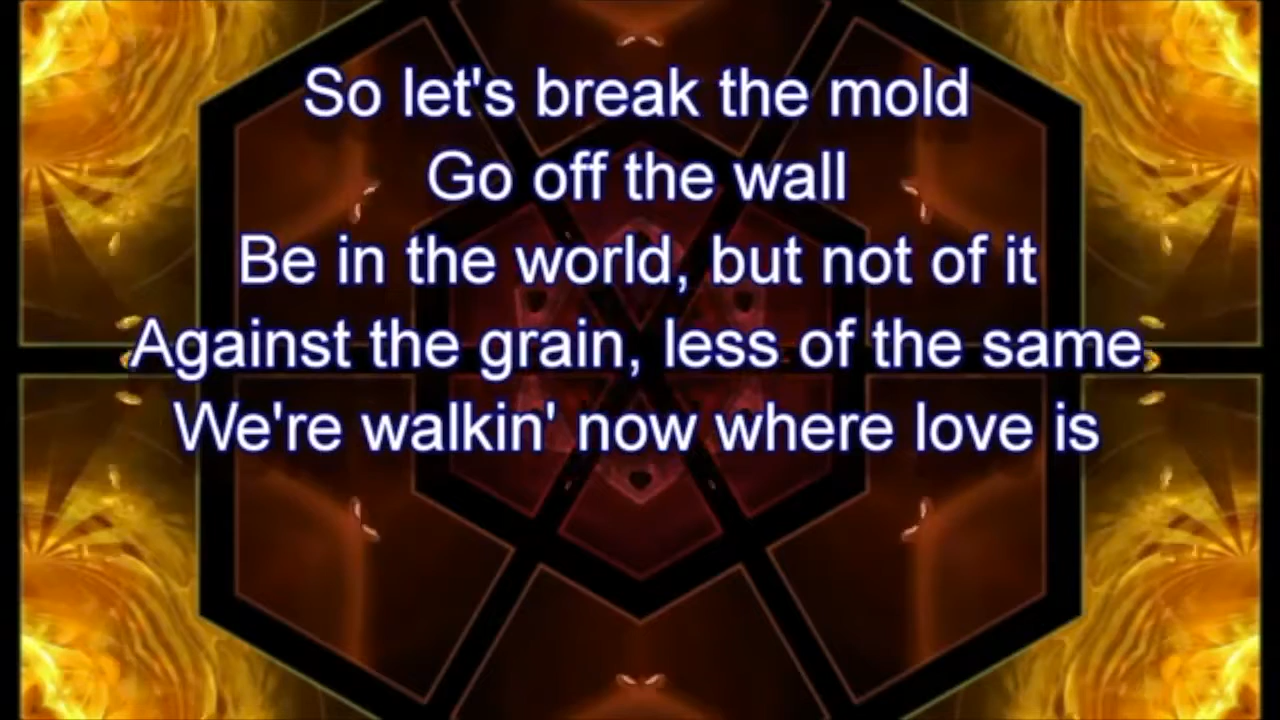 So let's break the mold
Go off the wall
Be in the world, but not of it
Against the grain, less of the same
We're walkin' now where love is